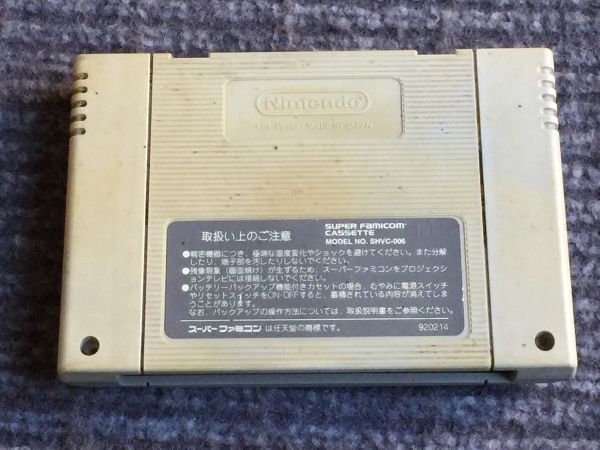 Nintendo
MADE IN JAPAN
取扱い上のご注意
SUPER FAMICOM
CASSETTE
MODEL NO. SHVC-006
●精密機器につき、極端な温度変化やショックを避けてください。また分解
したり、端子部を汚したりしないでください。
●残像現象(画面焼け)が生ずるため、スーパーファミコンをプロジェクシ
ョンテレビには接続しないでください。
●バッテリーバックアップ機能付きカセットの場合、むやみに電源スイッチ
やリセットスイッチをON・OFFすると、蓄積されている内容が消えてしま
うことがあります。
なお、バックアップの操作方法については、取扱説明書をご参照ください。
スーパーファミコン は任天堂の商標です。
920214